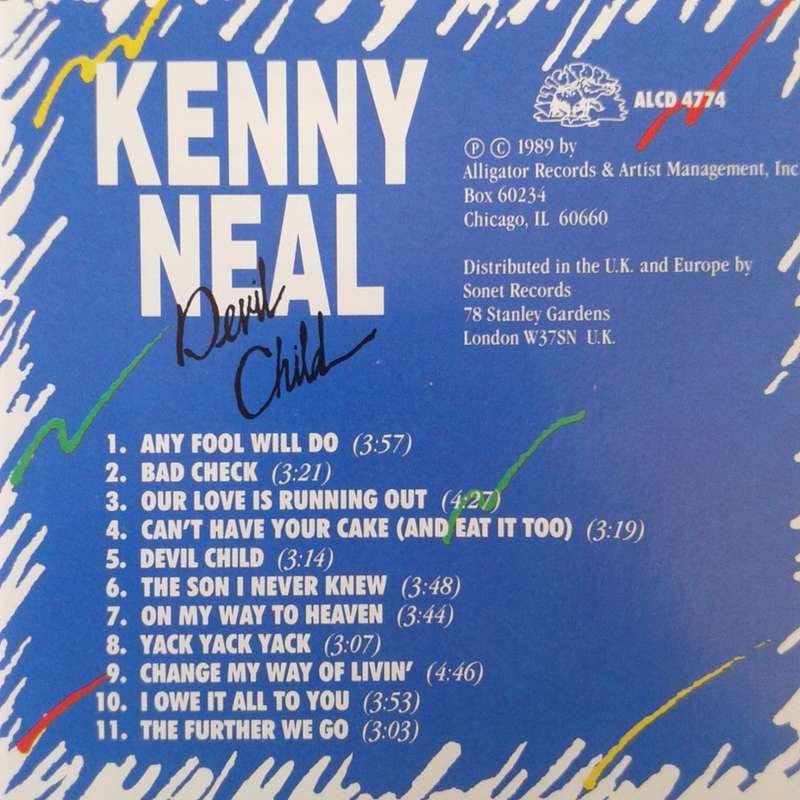 KENNY
NEAL
Devil
Child
ALCD 4774
Ⓟ © 1989 by
Alligator Records & Artist Management, Inc
Box 60234
Chicago, IL 60660
Distributed in the U.K. and Europe by
Sonet Records
78 Stanley Gardens
London W37SN U.K.
1. ANY FOOL WILL DO (3:57)
2. BAD CHECK (3:21)
3. OUR LOVE IS RUNNING OUT (4:27)
4. CAN'T HAVE YOUR CAKE (AND EAT IT TOO) (3:19)
5. DEVIL CHILD (3:14)
6. THE SON I NEVER KNEW (3:48)
7. ON MY WAY TO HEAVEN (3:44)
8. YACK YACK YACK (3:07)
9. CHANGE MY WAY OF LIVIN' (4:46)
10. I OWE IT ALL TO YOU (3:53)
11. THE FURTHER WE GO (3:03)